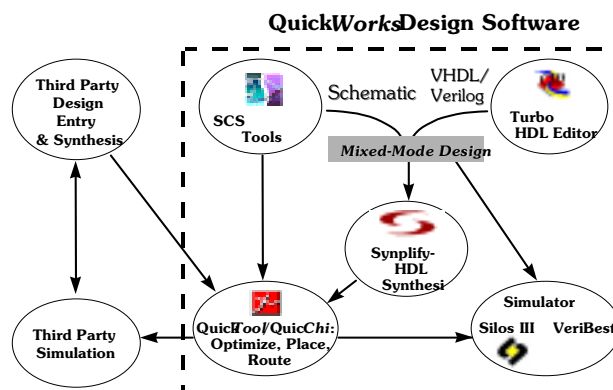 QuickWorks Design Software
Third Party
Design
Entry
& Synthesis
SCS
Tools
Schematic
VHDL/
Verilog
Turbo
HDL Editor
Mixed-Mode Design
Synplify-
HDL
Synthesi
Third Party
Simulation
QuickTool/QuicChi:
Optimize, Place,
Route
Simulator
Silos III VeriBest